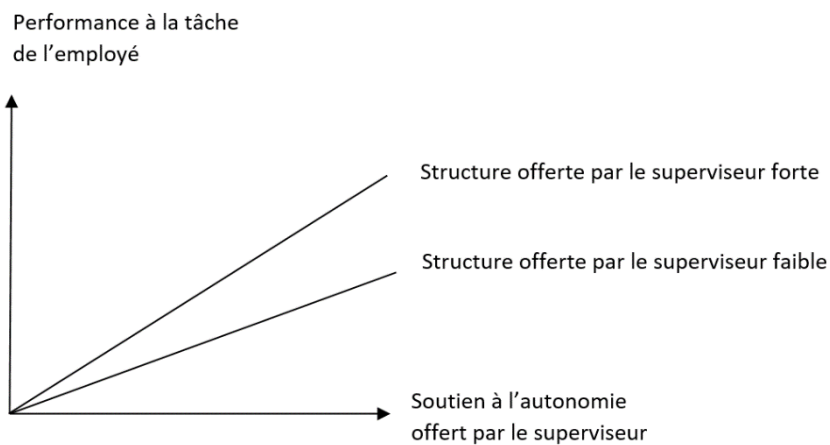 Performance à la tâche
de l’employé
Structure offerte par le superviseur forte
Structure offerte par le superviseur faible
Soutien à l’autonomie
offert par le superviseur